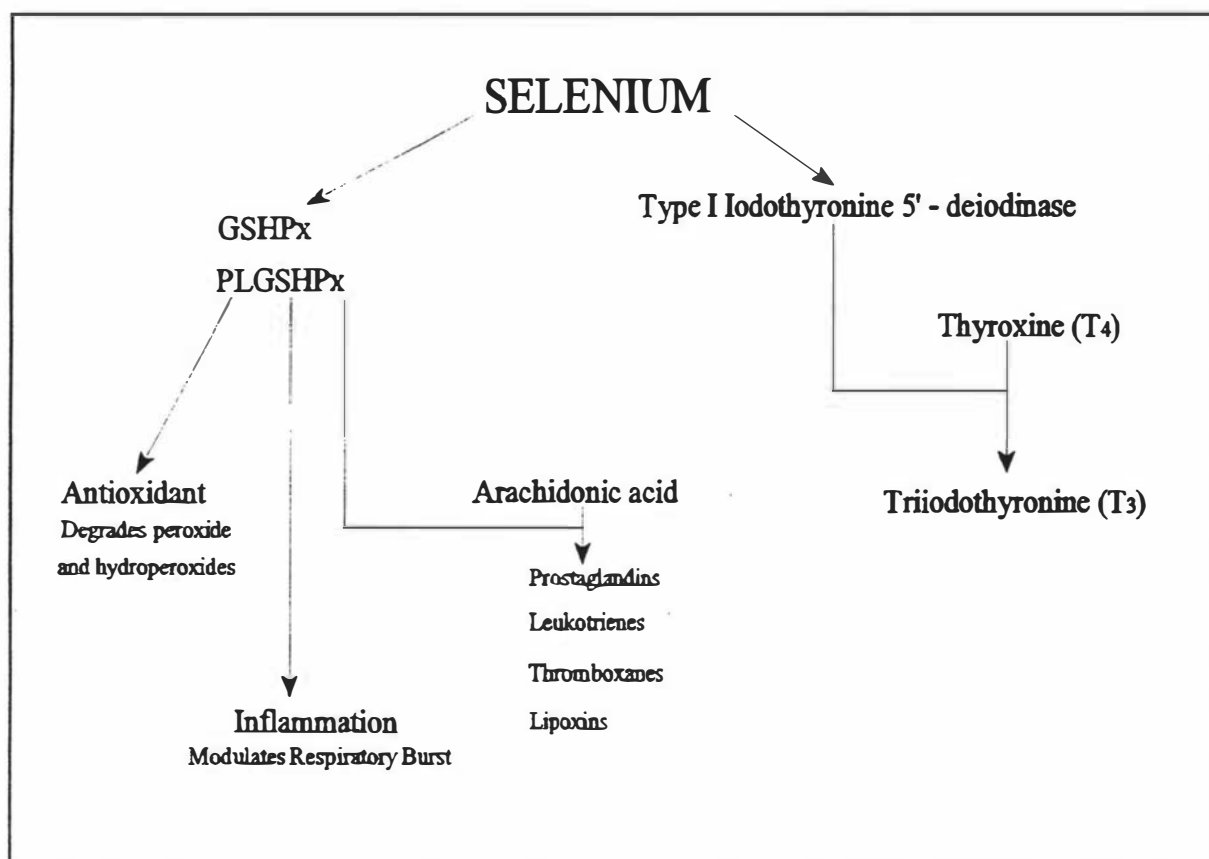 SELENIUM
GSHPx
PLGSHPx
Type I Iodothyronine 5' - deiodinase
Thyroxine (T4)
Triiodothyronine (T3)
Antioxidant
Degrades peroxide
and hydroperoxides
Arachidonic acid
Prostaglandins
Leukotrienes
Thromboxanes
Lipoxins
Inflammation
Modulates Respiratory Burst